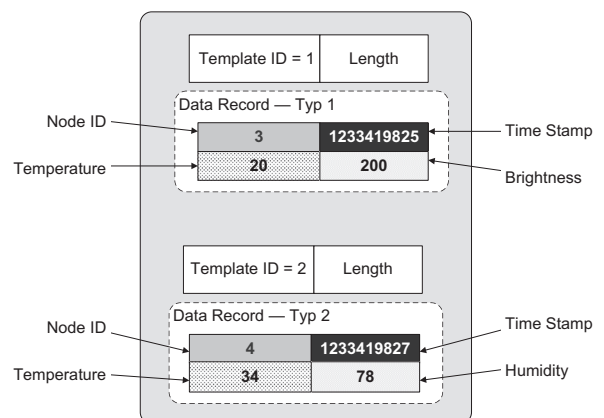 Template ID = 1 Length
Data Record — Typ 1
Node ID 3 1233419825 Time Stamp
Temperature 20 200 Brightness
Template ID = 2 Length
Data Record — Typ 2
Node ID 4 1233419827 Time Stamp
Temperature 34 78 Humidity